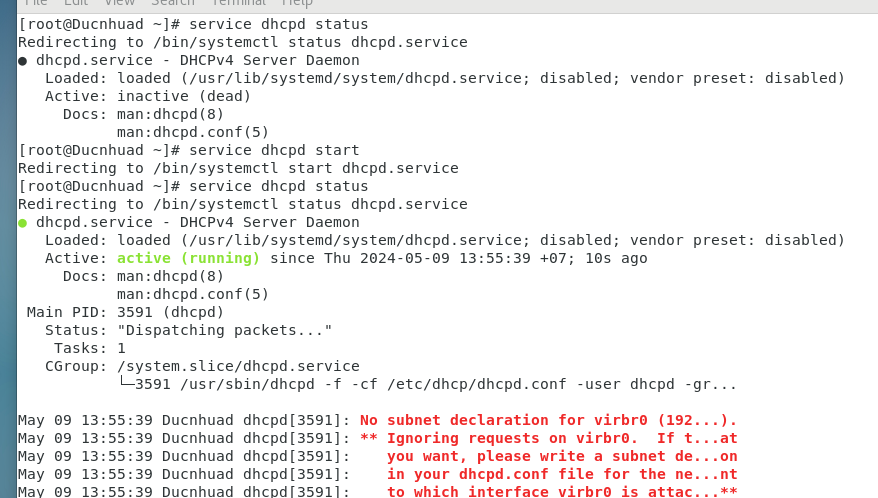 File Edit View Search Terminal Help
[root@Ducnhuad ~]# service dhcpd status
Redirecting to /bin/systemctl status dhcpd.service
● dhcpd.service - DHCPv4 Server Daemon
   Loaded: loaded (/usr/lib/systemd/system/dhcpd.service; disabled; vendor preset: disabled)
   Active: inactive (dead)
     Docs: man:dhcpd(8)
           man:dhcpd.conf(5)
[root@Ducnhuad ~]# service dhcpd start
Redirecting to /bin/systemctl start dhcpd.service
[root@Ducnhuad ~]# service dhcpd status
Redirecting to /bin/systemctl status dhcpd.service
● dhcpd.service - DHCPv4 Server Daemon
   Loaded: loaded (/usr/lib/systemd/system/dhcpd.service; disabled; vendor preset: disabled)
   Active: active (running) since Thu 2024-05-09 13:55:39 +07; 10s ago
     Docs: man:dhcpd(8)
           man:dhcpd.conf(5)
 Main PID: 3591 (dhcpd)
   Status: "Dispatching packets..."
    Tasks: 1
   CGroup: /system.slice/dhcpd.service
           └─3591 /usr/sbin/dhcpd -f -cf /etc/dhcp/dhcpd.conf -user dhcpd -gr...
May 09 13:55:39 Ducnhuad dhcpd[3591]: No subnet declaration for virbr0 (192...).
May 09 13:55:39 Ducnhuad dhcpd[3591]: ** Ignoring requests on virbr0.  If t...at
May 09 13:55:39 Ducnhuad dhcpd[3591]:    you want, please write a subnet de...on
May 09 13:55:39 Ducnhuad dhcpd[3591]:    in your dhcpd.conf file for the ne...nt
May 09 13:55:39 Ducnhuad dhcpd[3591]:    to which interface virbr0 is attac...**